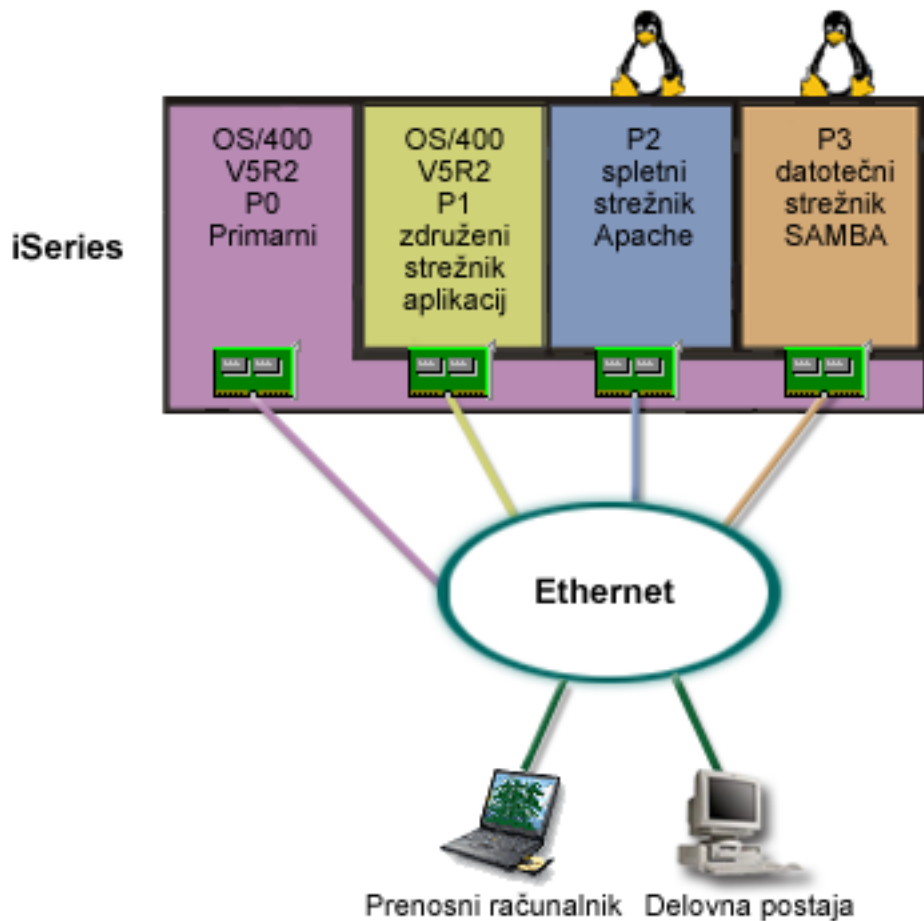 iSeries
OS/400
V5R2
P0
Primarni
OS/400
V5R2
P1
združeni
strežnik
aplikacij
P2
spletni
strežnik
Apache
P3
datotečni
strežnik
SAMBA
Ethernet
Prenosni računalnik
Delovna postaja